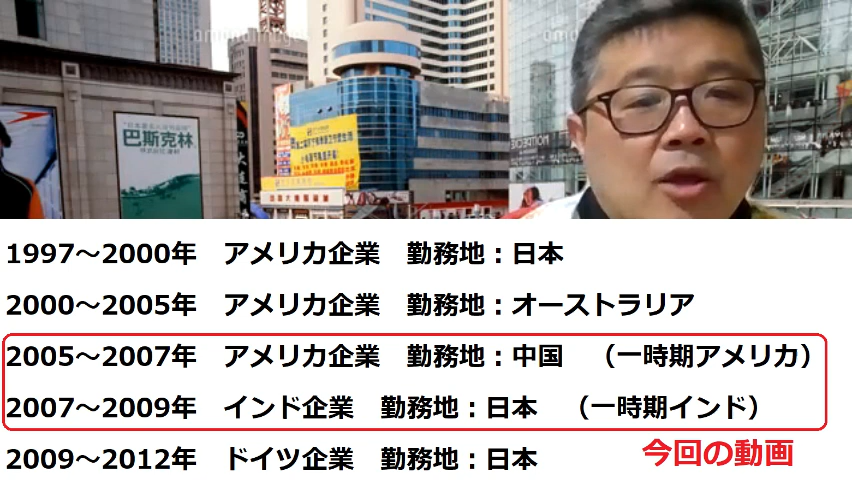 amanaimages
巴斯克林
1997～2000年　アメリカ企業　勤務地：日本
2000～2005年　アメリカ企業　勤務地：オーストラリア
2005～2007年　アメリカ企業　勤務地：中国　（一時期アメリカ）
2007～2009年　インド企業　勤務地：日本　（一時期インド）
2009～2012年　ドイツ企業　勤務地：日本
今回の動画